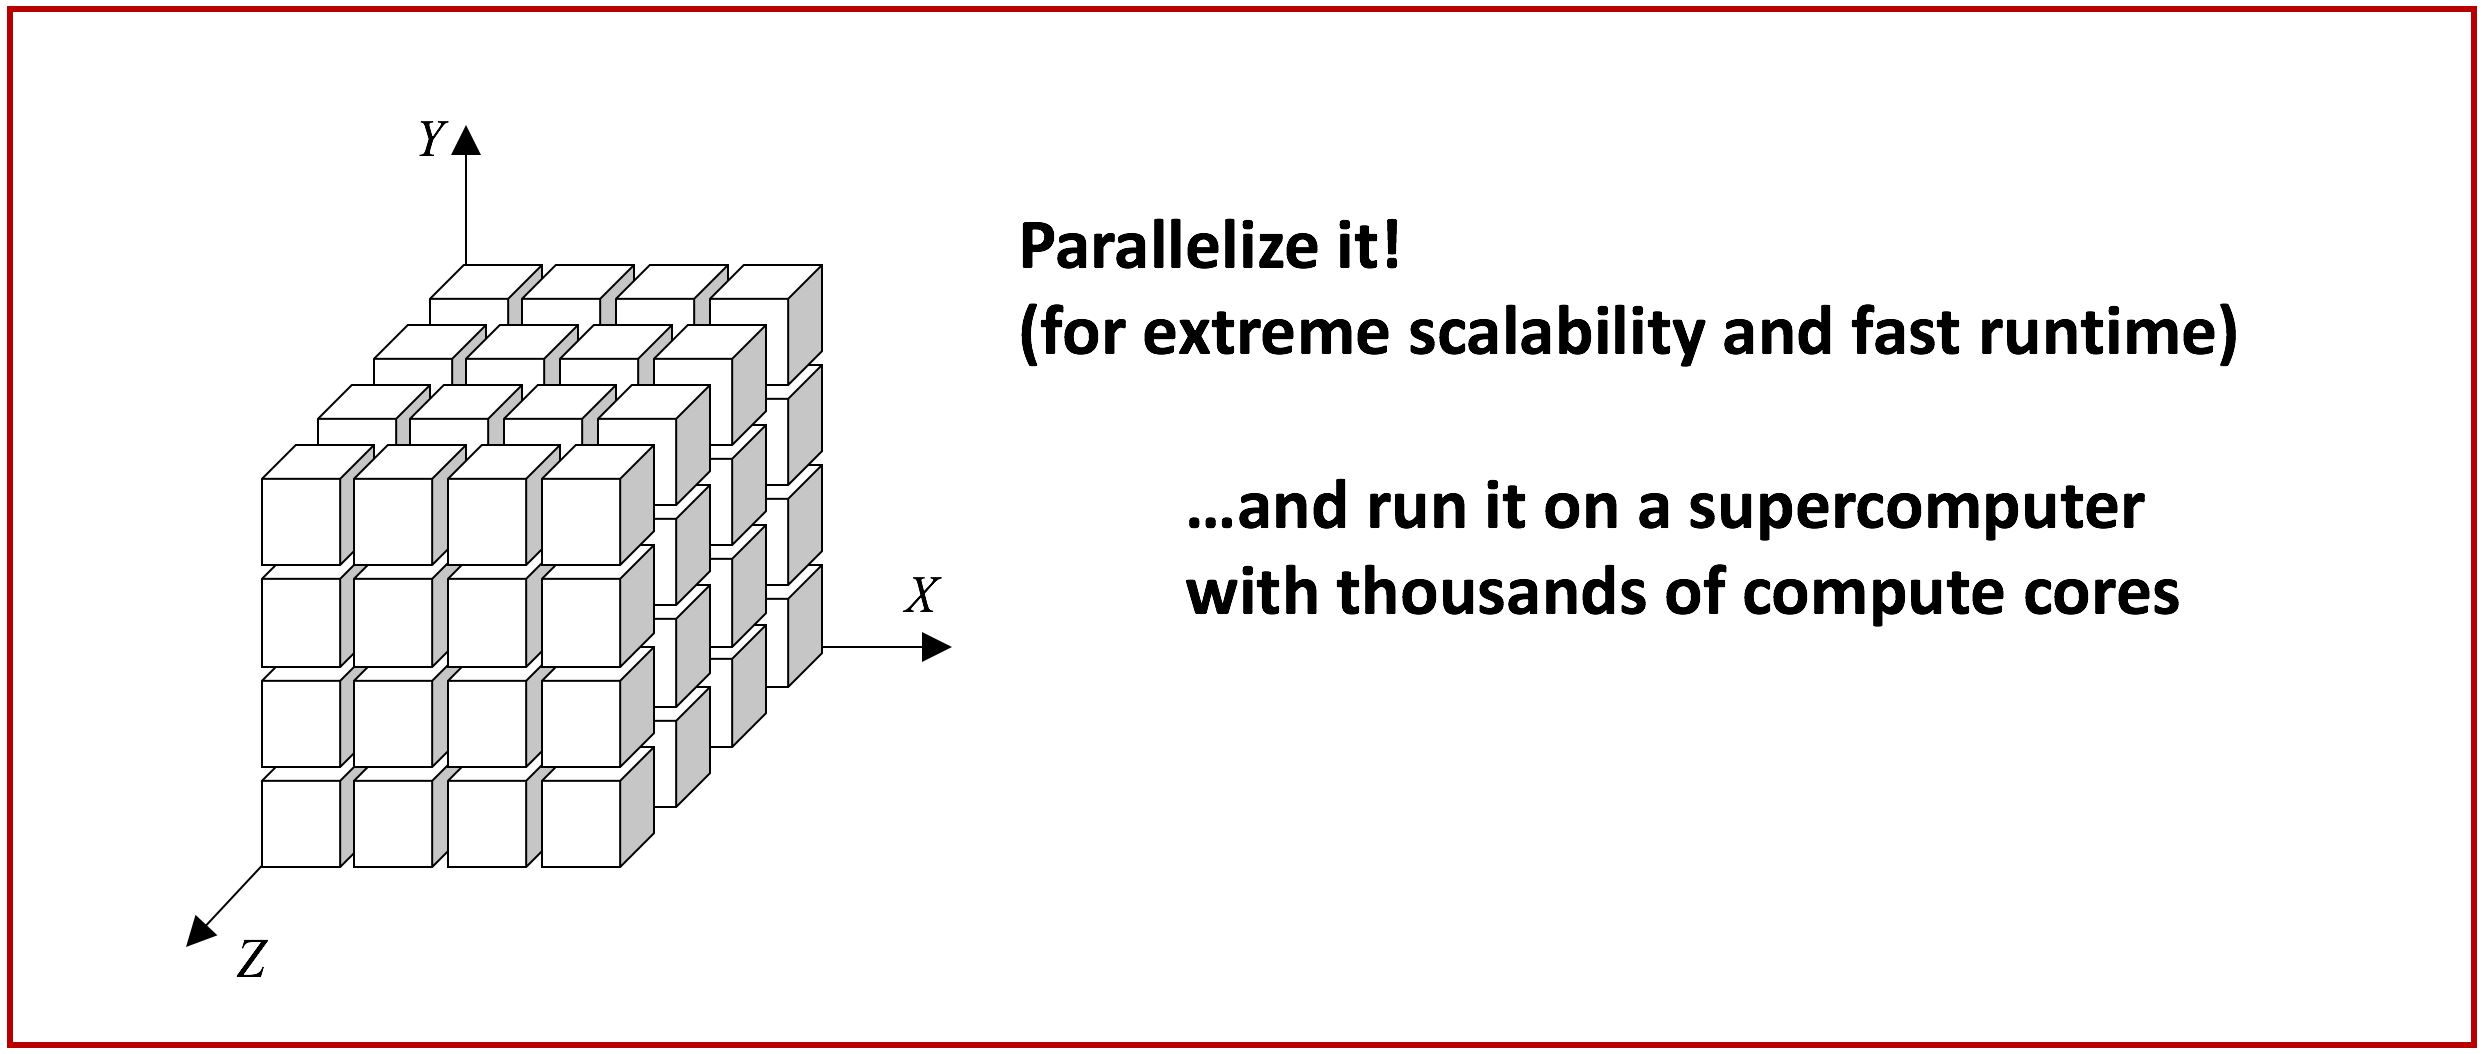 Y
Parallelize it!
(for extreme scalability and fast runtime)
…and run it on a supercomputer
with thousands of compute cores
X
Z